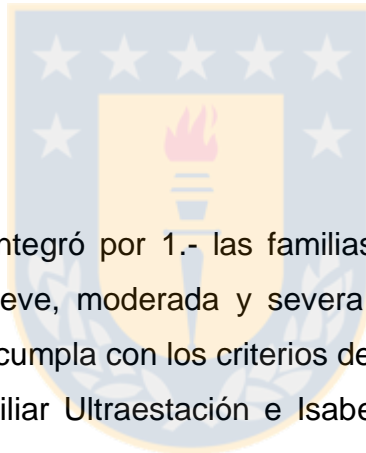 ntegró por 1.- las familias
eve, moderada y severa
cumpla con los criterios de
iliar Ultraestación e Isabe